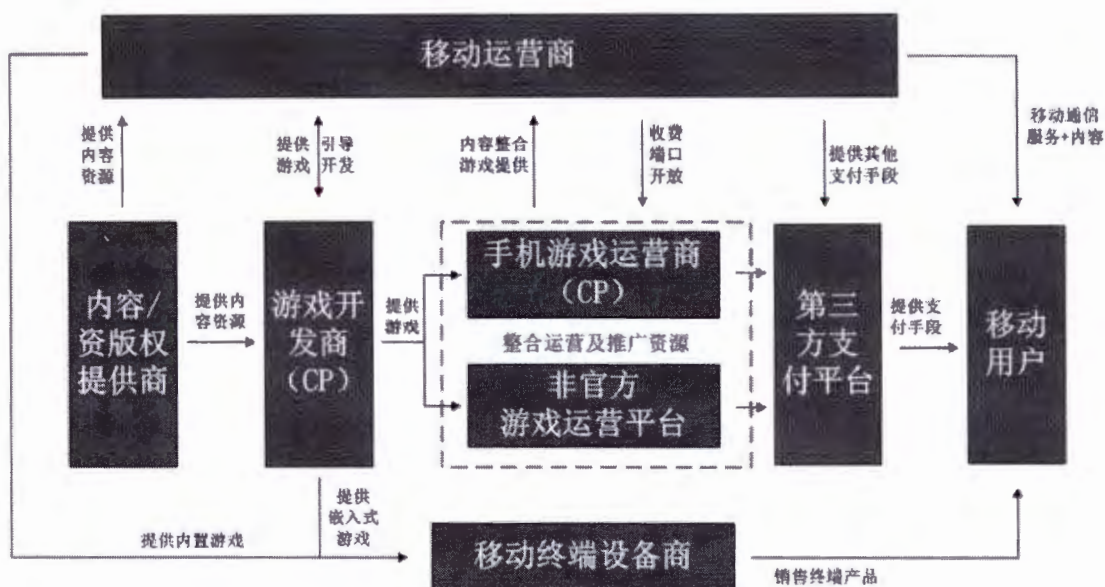 移动运营商
提供
内容
资源
提供
游戏
引导
开发
内容整合
游戏提供
收费
端口
开放
提供其他
支付手段
移动通信
服务+内容
内容/
资版权
提供商
提供内
容资源
游戏开
发商
（CP）
提供
游戏
手机游戏运营商
（CP）
整合运营及推广资源
非官方
游戏运营平台
第三
方支
付平台
提供支
付手段
移动
用户
提供
嵌入式
游戏
提供内置游戏
移动终端设备商
销售终端产品